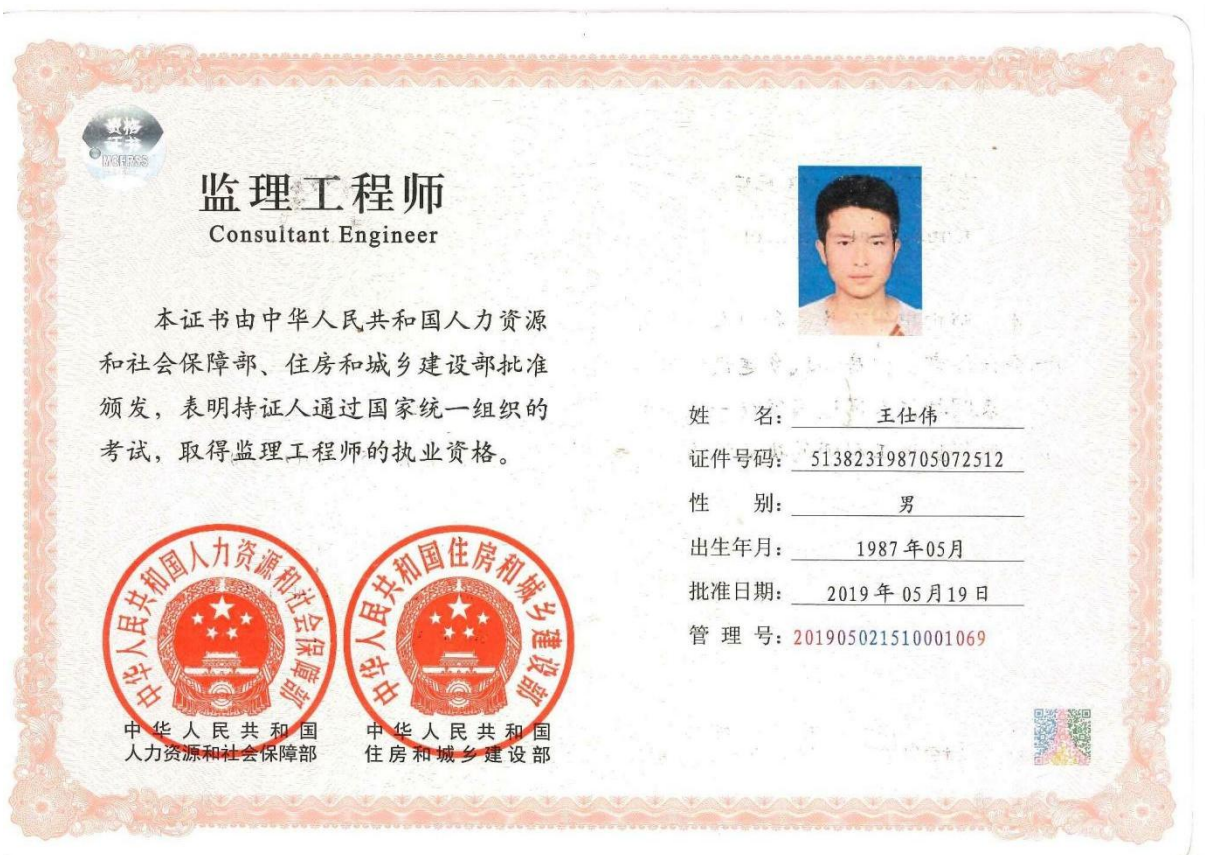 资格
证书
MOHRSS
监理工程师
Consultant Engineer
本证书由中华人民共和国人力资源
和社会保障部、住房和城乡建设部批准
颁发，表明持证人通过国家统一组织的
考试，取得监理工程师的执业资格。
中华人民共和国人力资源和社会保障部
中华人民共和国住房和城乡建设部
中华人民共和国
人力资源和社会保障部
中华人民共和国
住房和城乡建设部
姓 名：王仕伟
证件号码：513823198705072512
性 别：男
出生年月：1987年05月
批准日期：2019年05月19日
管 理 号：201905021510001069